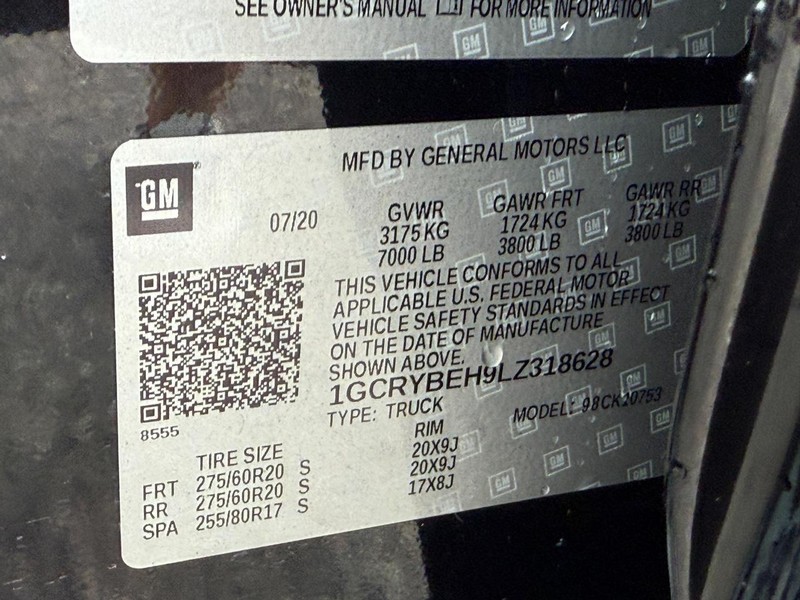 SEE OWNER'S MANUAL FOR MORE INFORMATION
MFD BY GENERAL MOTORS LLC
GM
07/20
GVWR GAWR FRT GAWR RR
3175 KG 1724 KG 1724 KG
7000 LB 3800 LB 3800 LB
THIS VEHICLE CONFORMS TO ALL
APPLICABLE U.S. FEDERAL MOTOR
VEHICLE SAFETY STANDARDS IN EFFECT
ON THE DATE OF MANUFACTURE
SHOWN ABOVE.
1GCRYBEH9LZ318628
TYPE: TRUCK MODEL: 98CK10753
8555
TIRE SIZE RIM
FRT 275/60R20 S 20X9J
RR 275/60R20 S 20X9J
SPA 255/80R17 S 17X8J